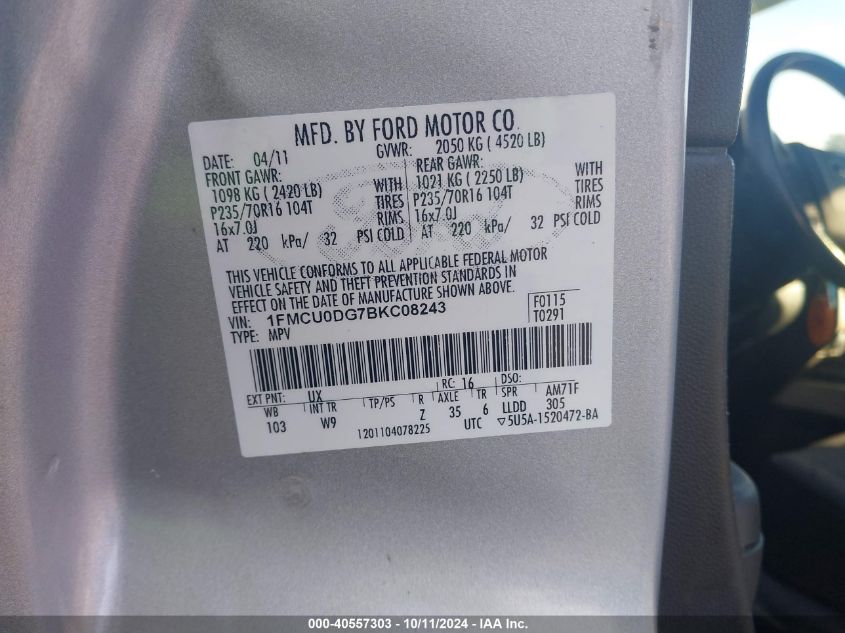 MFD. BY FORD MOTOR CO.
DATE: 04/11 GVWR: 2050 KG ( 4520 LB)
FRONT GAWR: REAR GAWR:
1098 KG ( 2420 LB) WITH 1021 KG ( 2250 LB) WITH
P235/70R16 104T TIRES P235/70R16 104T TIRES
16x7.0J RIMS 16x7.0J RIMS
AT 220 kPa/ 32 PSI COLD AT 220 kPa/ 32 PSI COLD
THIS VEHICLE CONFORMS TO ALL APPLICABLE FEDERAL MOTOR
VEHICLE SAFETY AND THEFT PREVENTION STANDARDS IN
EFFECT ON THE DATE OF MANUFACTURE SHOWN ABOVE.
VIN: 1FMCU0DG7BKC08243 F0115
TYPE: MPV T0291
EXT PNT: UX RC: 16 DSO:
WB INT TR TP/PS R AXLE TR SPR AM71F
103 W9 Z 35 6 LLDD 305
1201104078225 UTC ▽5U5A-1520472-BA
000-40557303 - 10/11/2024 - IAA Inc.